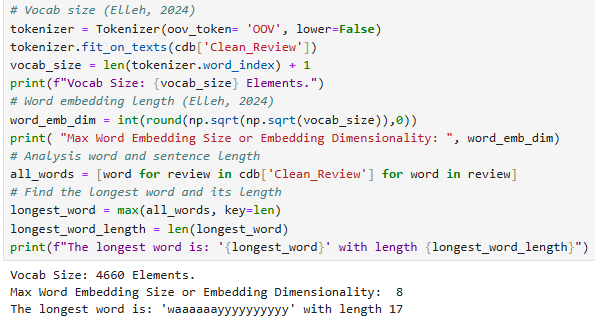 # Vocab size (Elleh, 2024)
tokenizer = Tokenizer(oov_token= 'OOV', lower=False)
tokenizer.fit_on_texts(cdb['Clean_Review'])
vocab_size = len(tokenizer.word_index) + 1
print(f"Vocab Size: {vocab_size} Elements.")
# Word embedding length (Elleh, 2024)
word_emb_dim = int(round(np.sqrt(np.sqrt(vocab_size)),0))
print( "Max Word Embedding Size or Embedding Dimensionality: ", word_emb_dim)
# Analysis word and sentence length
all_words = [word for review in cdb['Clean_Review'] for word in review]
# Find the longest word and its length
longest_word = max(all_words, key=len)
longest_word_length = len(longest_word)
print(f"The longest word is: '{longest_word}' with length {longest_word_length}")
Vocab Size: 4660 Elements.
Max Word Embedding Size or Embedding Dimensionality:  8
The longest word is: 'waaaaaayyyyyyyyyy' with length 17